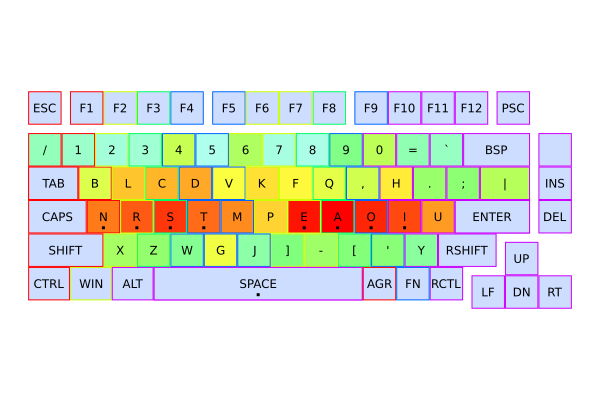 ESC F1 F2 F3 F4 F5 F6 F7 F8 F9 F10 F11 F12 PSC
/ 1 2 3 4 5 6 7 8 9 0 = ` BSP
TAB B L C D V K F Q , H . ; | INS
CAPS N R S T M P E A O I U ENTER DEL
SHIFT X Z W G J ] - [ ' Y RSHIFT UP
CTRL WIN ALT SPACE AGR FN RCTL LF DN RT